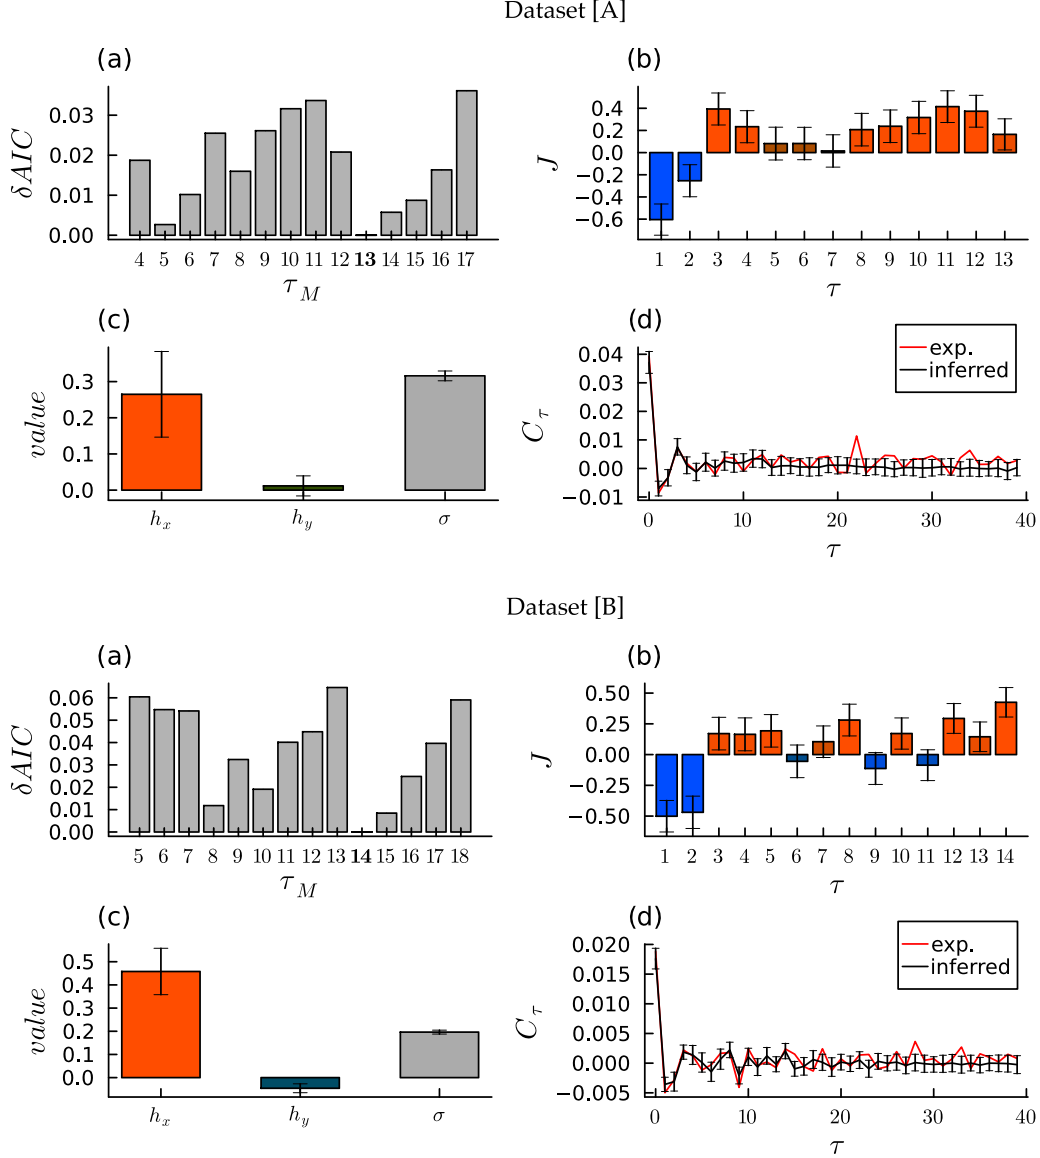 Dataset [A]
(a)
δAIC
0.03
0.02
0.01
0.00
4 5 6 7 8 9 10 11 12 13 14 15 16 17
τ_M
(b)
J
0.4
0.2
0.0
−0.2
−0.4
−0.6
1 2 3 4 5 6 7 8 9 10 11 12 13
τ
(c)
value
0.3
0.2
0.1
0.0
h_x h_y σ
(d)
C_τ
0.04
0.03
0.02
0.01
0.00
−0.01
0 10 20 30 40
τ
exp.
inferred
Dataset [B]
(a)
δAIC
0.06
0.05
0.04
0.03
0.02
0.01
0.00
5 6 7 8 9 10 11 12 13 14 15 16 17 18
τ_M
(b)
J
0.50
0.25
0.00
−0.25
−0.50
1 2 3 4 5 6 7 8 9 10 11 12 13 14
τ
(c)
value
0.5
0.4
0.3
0.2
0.1
0.0
h_x h_y σ
(d)
C_τ
0.020
0.015
0.010
0.005
0.000
−0.005
0 10 20 30 40
τ
exp.
inferred